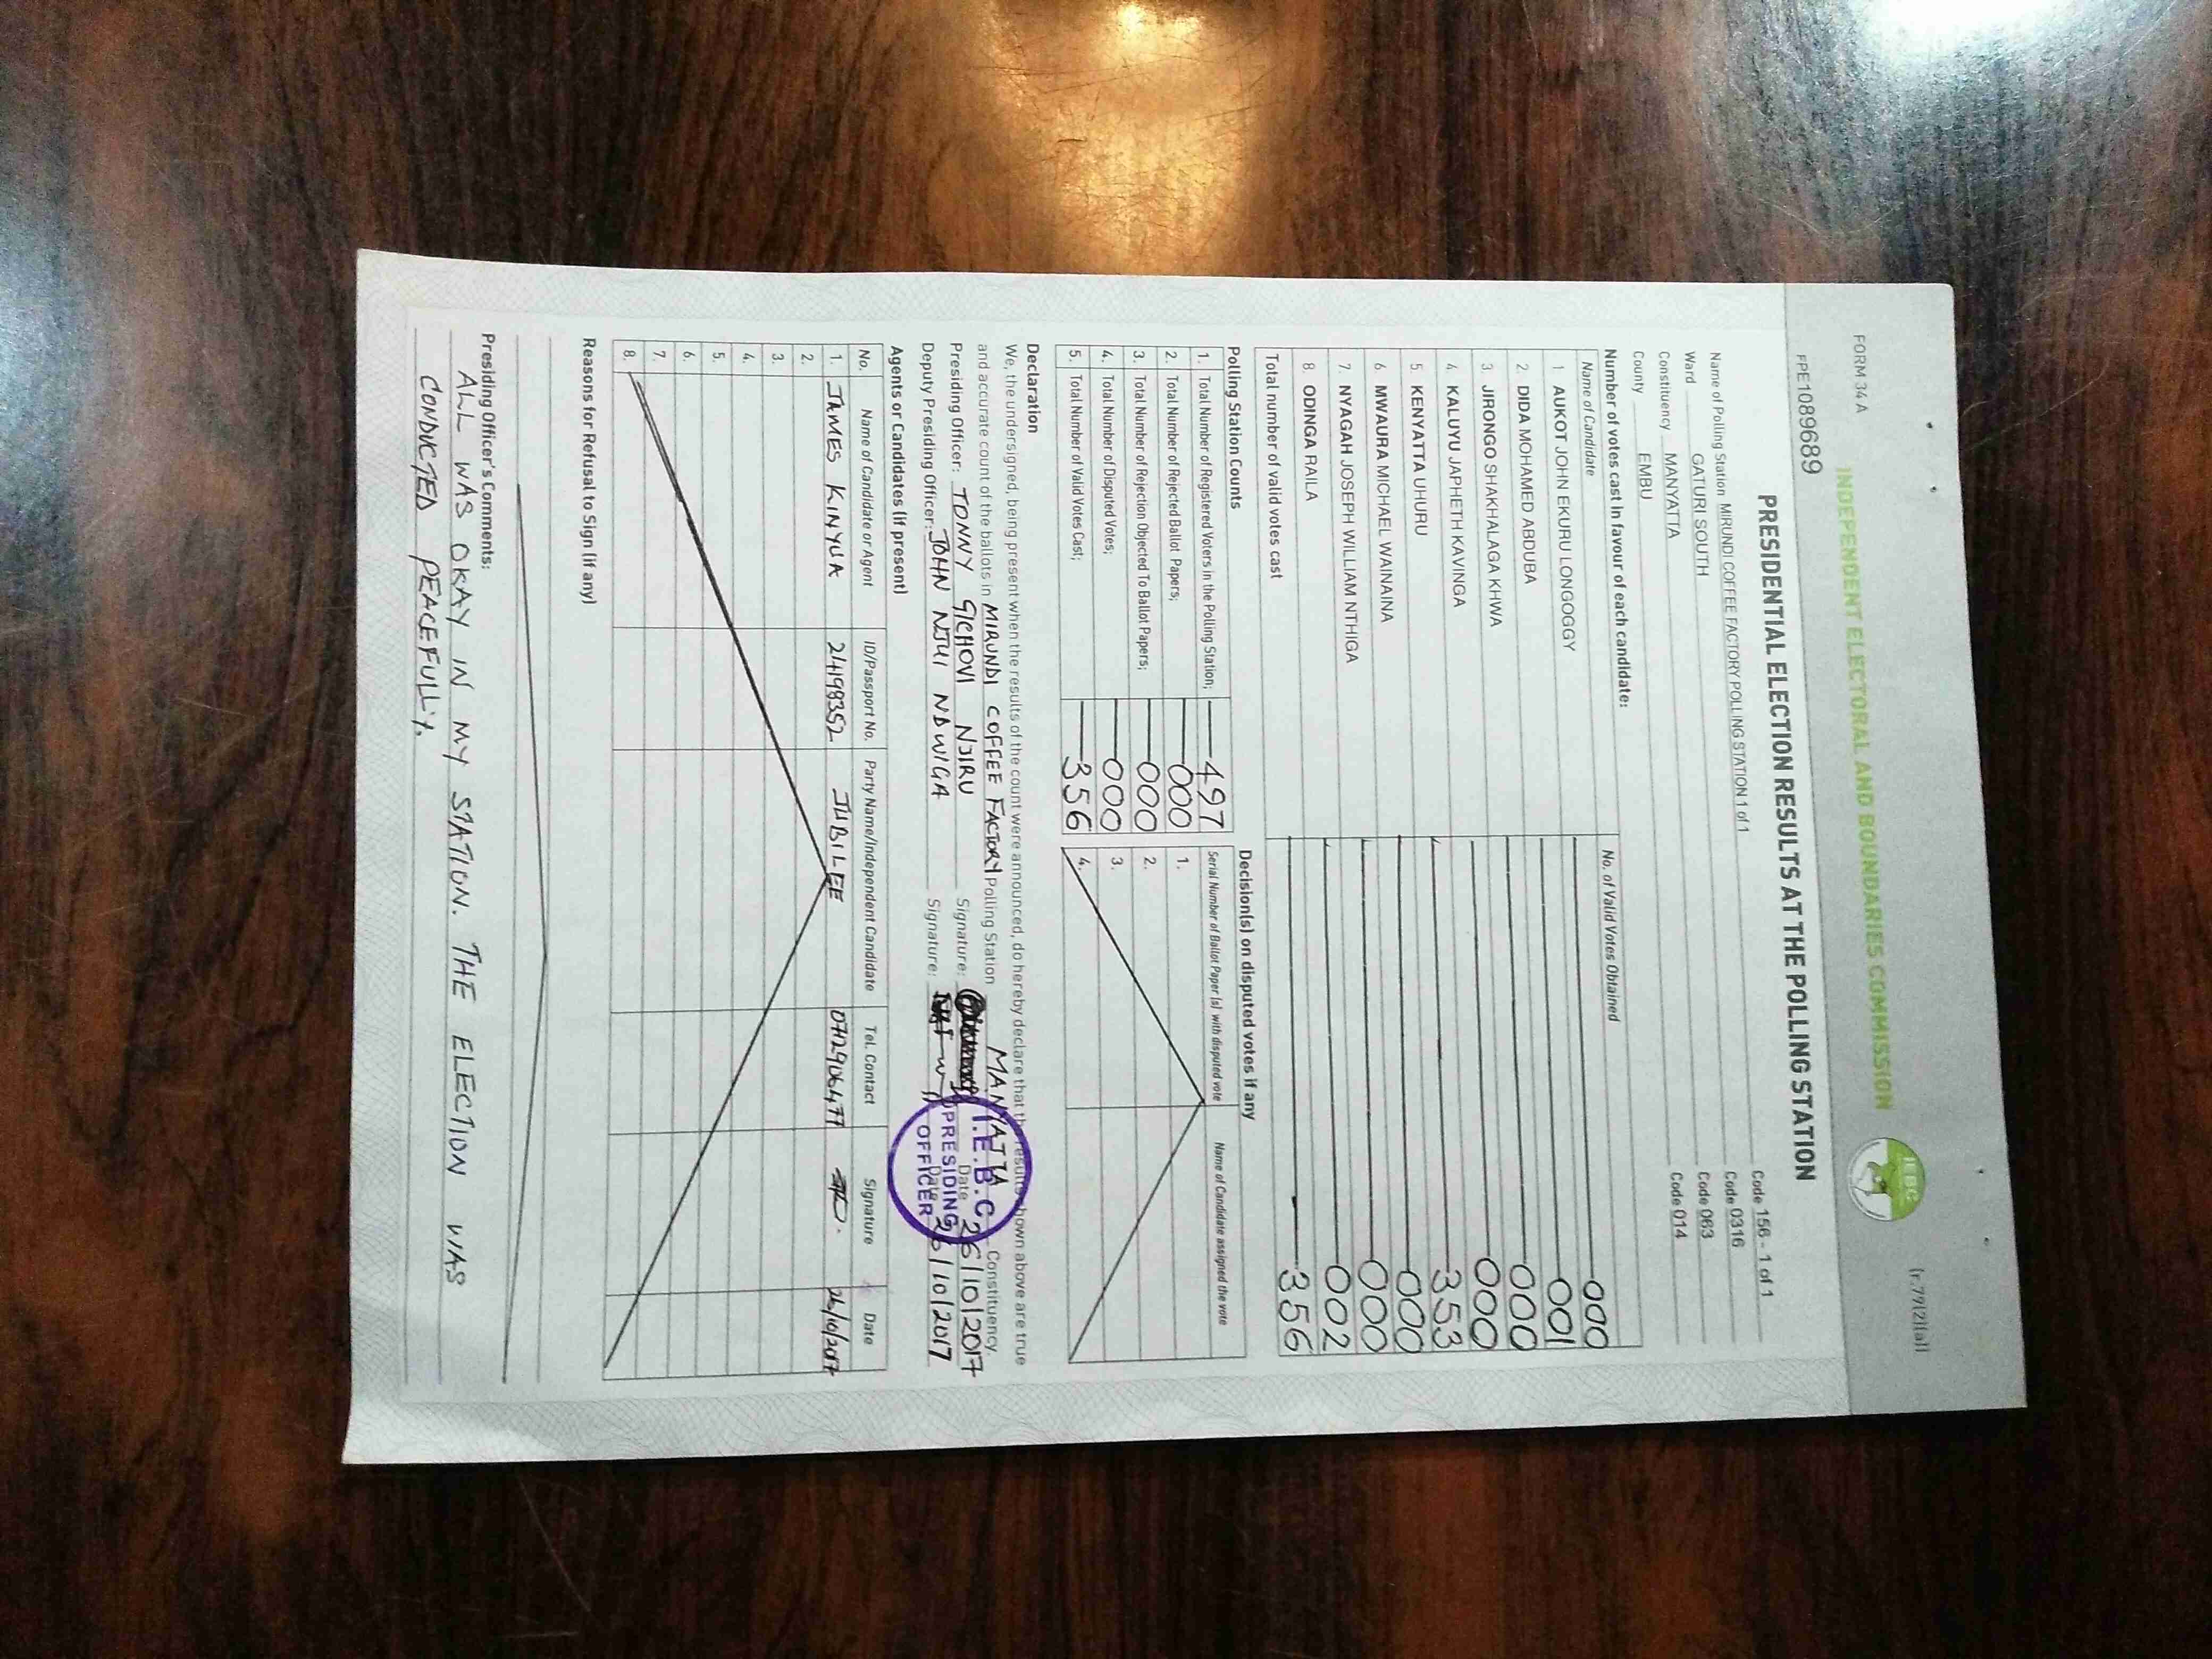 FORM 34A
(r.79(2)(a))
INDEPENDENT ELECTORAL AND BOUNDARIES COMMISSION
IEBC
PPE1089689
PRESIDENTIAL ELECTION RESULTS AT THE POLLING STATION
Name of Polling Station MIRUNDI COFFEE FACTORY POLLING STATION 1 of 1 Code 156 - 1 of 1
Ward GATURI SOUTH Code 0316
Constituency MANYATTA Code 063
County EMBU Code 014
Number of votes cast in favour of each candidate:
Name of Candidate No. of Valid Votes Obtained
1 AUKOT JOHN EKURU LONGOGGY 000
2 DIDA MOHAMED ABDUBA 001
3 JIRONGO SHAKHALAGA KHWA 000
4 KALUYU JAPHETH KAVINGA 000
5 KENYATTA UHURU 353
6 MWAURA MICHAEL WAINAINA 000
7 NYAGAH JOSEPH WILLIAM NTHIGA 000
8 ODINGA RAILA 002
Total number of valid votes cast 356
Polling Station Counts
1. Total Number of Registered Voters in the Polling Station; 497
2. Total Number of Rejected Ballot Papers; 000
3. Total Number of Rejection Objected To Ballot Papers; 000
4. Total Number of Disputed Votes; 000
5. Total Number of Valid Votes Cast; 356
Decision(s) on disputed votes if any
Serial Number of Ballot Paper (s) with disputed vote Name of Candidate assigned the vote
1.
2.
3.
4.
Declaration
We, the undersigned, being present when the results of the count were announced, do hereby declare that the results shown above are true
and accurate count of the ballots in MIRUNDI COFFEE FACTORY Polling Station MANYATTA Constituency.
Presiding Officer: TONNY GICHOVI NJIRU Signature: Date 26/10/2017
Deputy Presiding Officer: JOHN NJUI NDWIGA Signature: Date 26/10/2017
I.E.B.C
PRESIDING
OFFICER
Agents or Candidates (if present)
No. Name of Candidate or Agent ID/Passport No. Party Name/Independent Candidate Tel. Contact Signature Date
1. JAMES KINYUA 24198352 JUBILEE 0712906477 26/10/2017
2.
3.
4.
5.
6.
7.
8.
Reasons for Refusal to Sign (if any)
Presiding Officer's Comments:
ALL WAS OKAY IN MY STATION. THE ELECTION WAS
CONDUCTED PEACEFULLY.